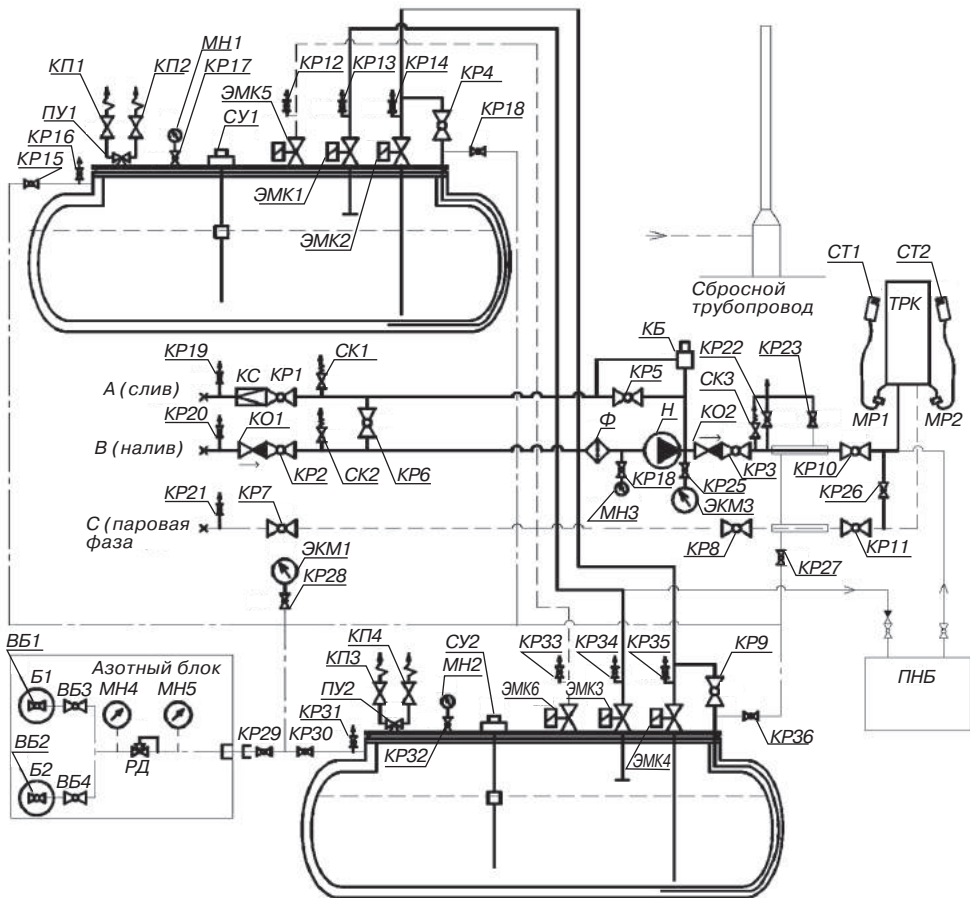 МН1
КП1
КП2
КР17
КР12
КР13
КР14
КР4
ЭМК5
ПУ1
СУ1
КР18
КР16
КР15
ЭМК1
ЭМК2
СТ1
СТ2
Сбросной
трубопровод
ТРК
КБ
КР22
КР23
КР19
КС
КР1
СК1
КР5
СК3
А (слив)
МР1
МР2
КР20
КО1
Ф
Н
КО2
В (налив)
КР2
СК2
КР6
КР18
КР25
КР3
КР10
КР26
КР21
КР7
МН3
ЭКМ3
С (паровая
фаза
КР8
КР11
ЭКМ1
КР27
КР28
ВБ1
КП4
СУ2
КР33
КР34
КР35
КР9
Азотный блок
КП3
МН2
Б1
ВБ3
МН4
МН5
ПУ2
ЭМК6
ЭМК3
ПНБ
ВБ2
КР31
Б2
ВБ4
РД
КР29
КР30
КР32
ЭМК4
КР36